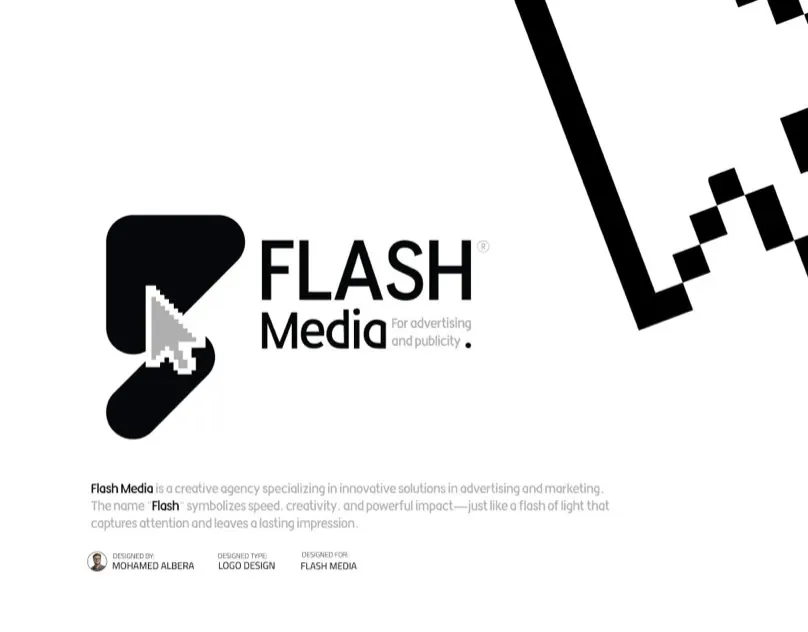 FLASH®
Media For advertising
and publicity .
Flash Media is a creative agency specializing in innovative solutions in advertising and marketing.
The name "Flash" symbolizes speed, creativity, and powerful impact—just like a flash of light that
captures attention and leaves a lasting impression.
DESIGNED BY: DESIGNED TYPE: DESIGNED FOR:
MOHAMED ALBERA LOGO DESIGN FLASH MEDIA